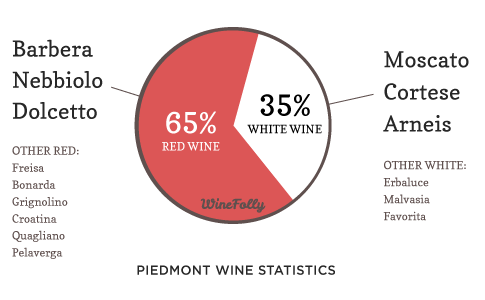 Barbera
Nebbiolo
Dolcetto
OTHER RED:
Freisa
Bonarda
Grignolino
Croatina
Quagliano
Pelaverga
65%
RED WINE
35%
WHITE WINE
WineFolly
Moscato
Cortese
Arneis
OTHER WHITE:
Erbaluce
Malvasia
Favorita
PIEDMONT WINE STATISTICS